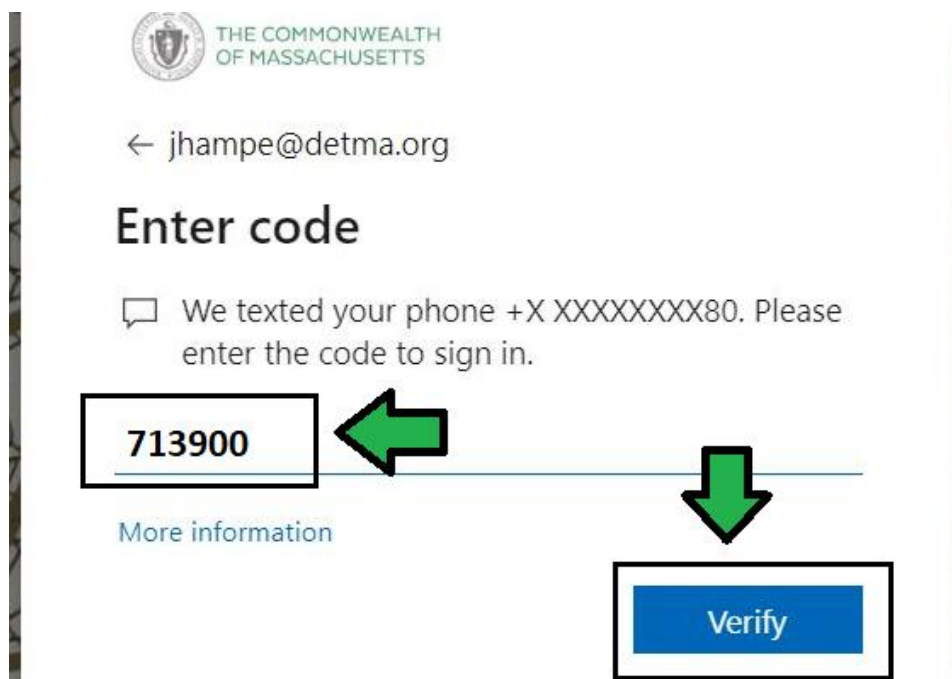 THE COMMONWEALTH
OF MASSACHUSETTS
← jhampe@detma.org
Enter code
We texted your phone +X XXXXXXXX80. Please
enter the code to sign in.
713900
More information
Verify